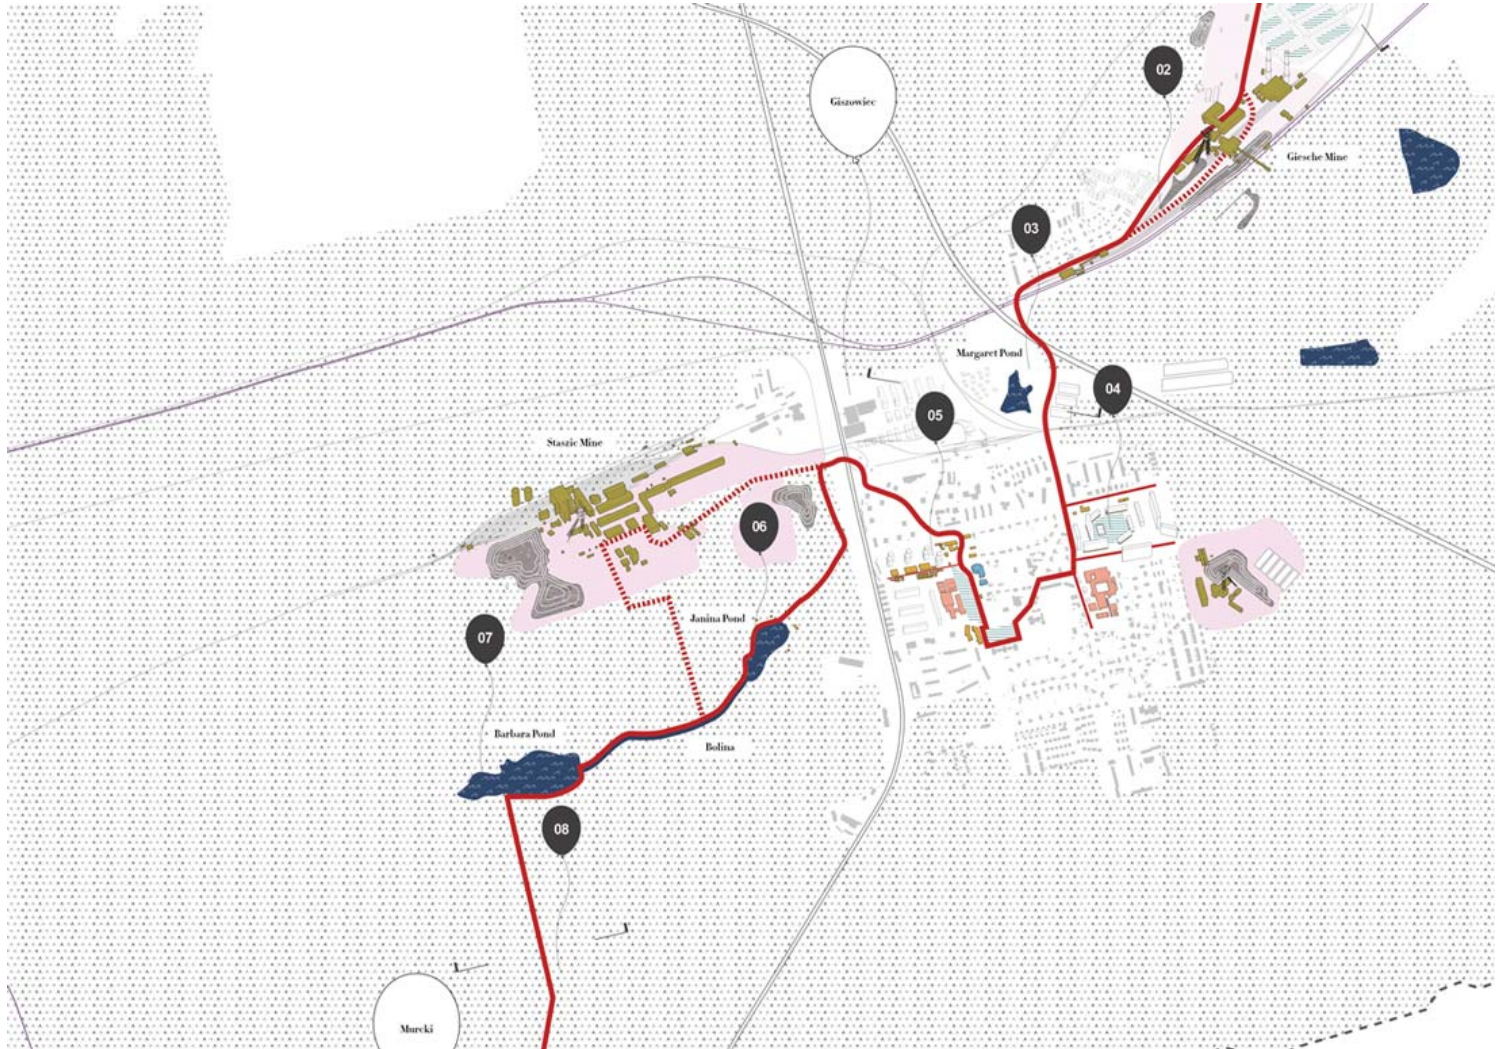 02
Giszowiec
Giesche Mine
03
Margaret Pond
04
05
Staszic Mine
06
Janina Pond
07
Barbara Pond
Bolina
08
Murcki